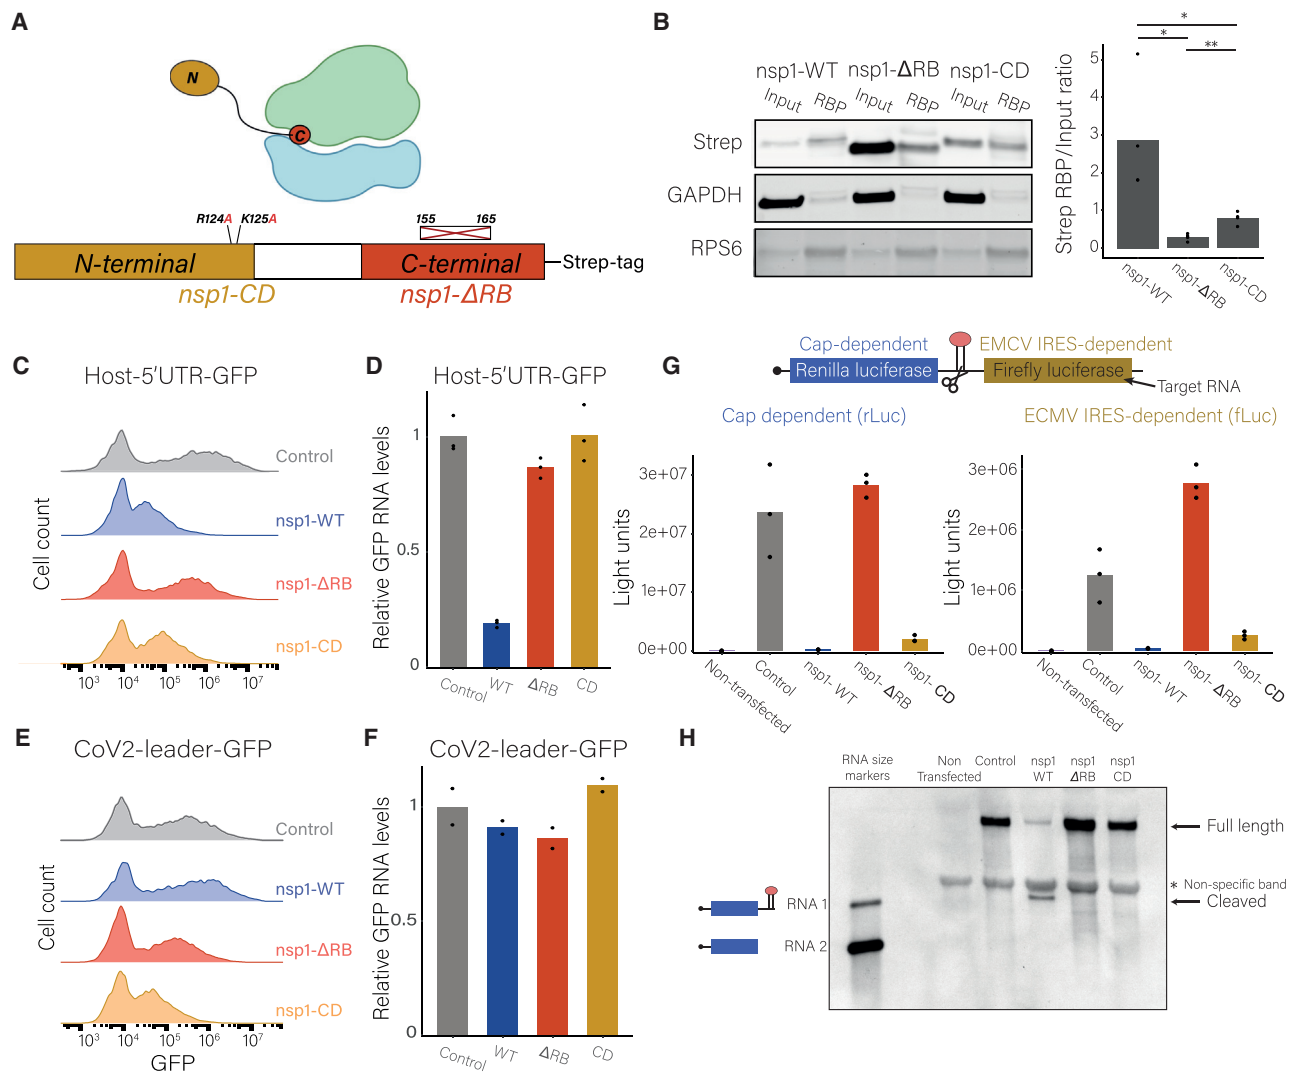 A
N
C
R124A K125A
155 165
N-terminal
C-terminal
Strep-tag
nsp1-CD
nsp1-ΔRB
B
nsp1-WT nsp1-ΔRB nsp1-CD
Input RBP Input RBP Input RBP
Strep
GAPDH
RPS6
Strep RBP/Input ratio
*
*
**
5
3
2
1
0
nsp1-WT
nsp1-ΔRB
nsp1-CD
C
Host-5′UTR-GFP
Cell count
Control
nsp1-WT
nsp1-ΔRB
nsp1-CD
10³ 10⁴ 10⁵ 10⁶ 10⁷
D
Host-5′UTR-GFP
Relative GFP RNA levels
1
0.5
0
Control WT ΔRB CD
E
CoV2-leader-GFP
Cell count
Control
nsp1-WT
nsp1-ΔRB
nsp1-CD
10³ 10⁴ 10⁵ 10⁶ 10⁷
GFP
F
CoV2-leader-GFP
Relative GFP RNA levels
1
0.5
0
Control WT ΔRB CD
G
Cap-dependent
EMCV IRES-dependent
Renilla luciferase
Firefly luciferase
Target RNA
Cap dependent (rLuc)
Light units
3e+07
2e+07
1e+07
0e+00
Non-transfected
Control
nsp1- WT
nsp1- ΔRB
nsp1- CD
ECMV IRES-dependent (fLuc)
Light units
3e+06
2e+06
1e+06
0e+00
Non-transfected
Control
nsp1- WT
nsp1- ΔRB
nsp1- CD
H
RNA size
markers
Non
Transfected
Control
nsp1
WT
nsp1
ΔRB
nsp1
CD
Full length
* Non-specific band
Cleaved
RNA 1
RNA 2